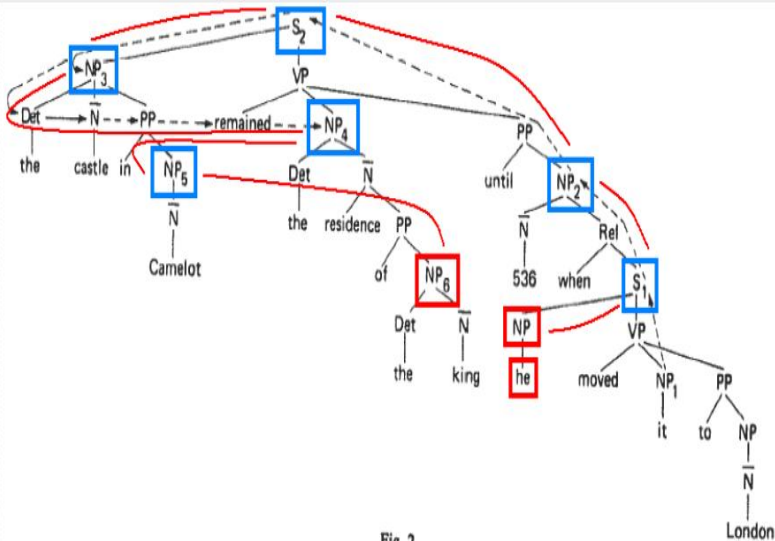 S2
NP3
VP
Det N PP remained NP4 PP
the castle in NP5 Det N until NP2
N the residence PP N Rel
Camelot of NP6 536 when S1
Det N NP VP
the king he moved NP1 PP
it to NP
N
London
Fig. 2